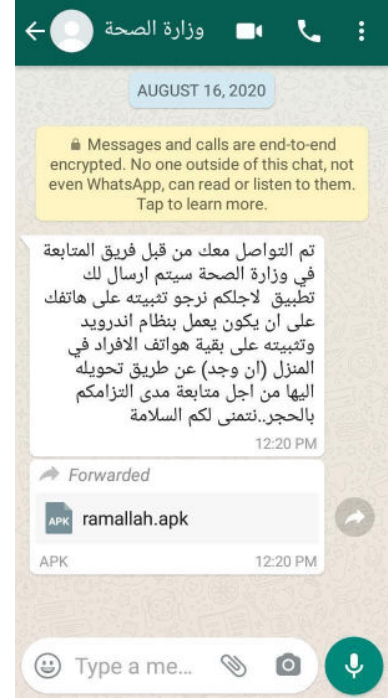 وزارة الصحة
AUGUST 16, 2020
Messages and calls are end-to-end
encrypted. No one outside of this chat, not
even WhatsApp, can read or listen to them.
Tap to learn more.
تم التواصل معك من قبل فريق المتابعة
في وزارة الصحة سيتم ارسال لك
تطبيق لاجلكم نرجو تثبيته على هاتفك
على ان يكون يعمل بنظام اندرويد
وتثبيته على بقية هواتف الافراد في
المنزل (ان وجد) عن طريق تحويله
اليها من اجل متابعة مدى التزامكم
بالحجر..نتمنى لكم السلامة
12:20 PM
Forwarded
APK
ramallah.apk
APK
12:20 PM
Type a me...